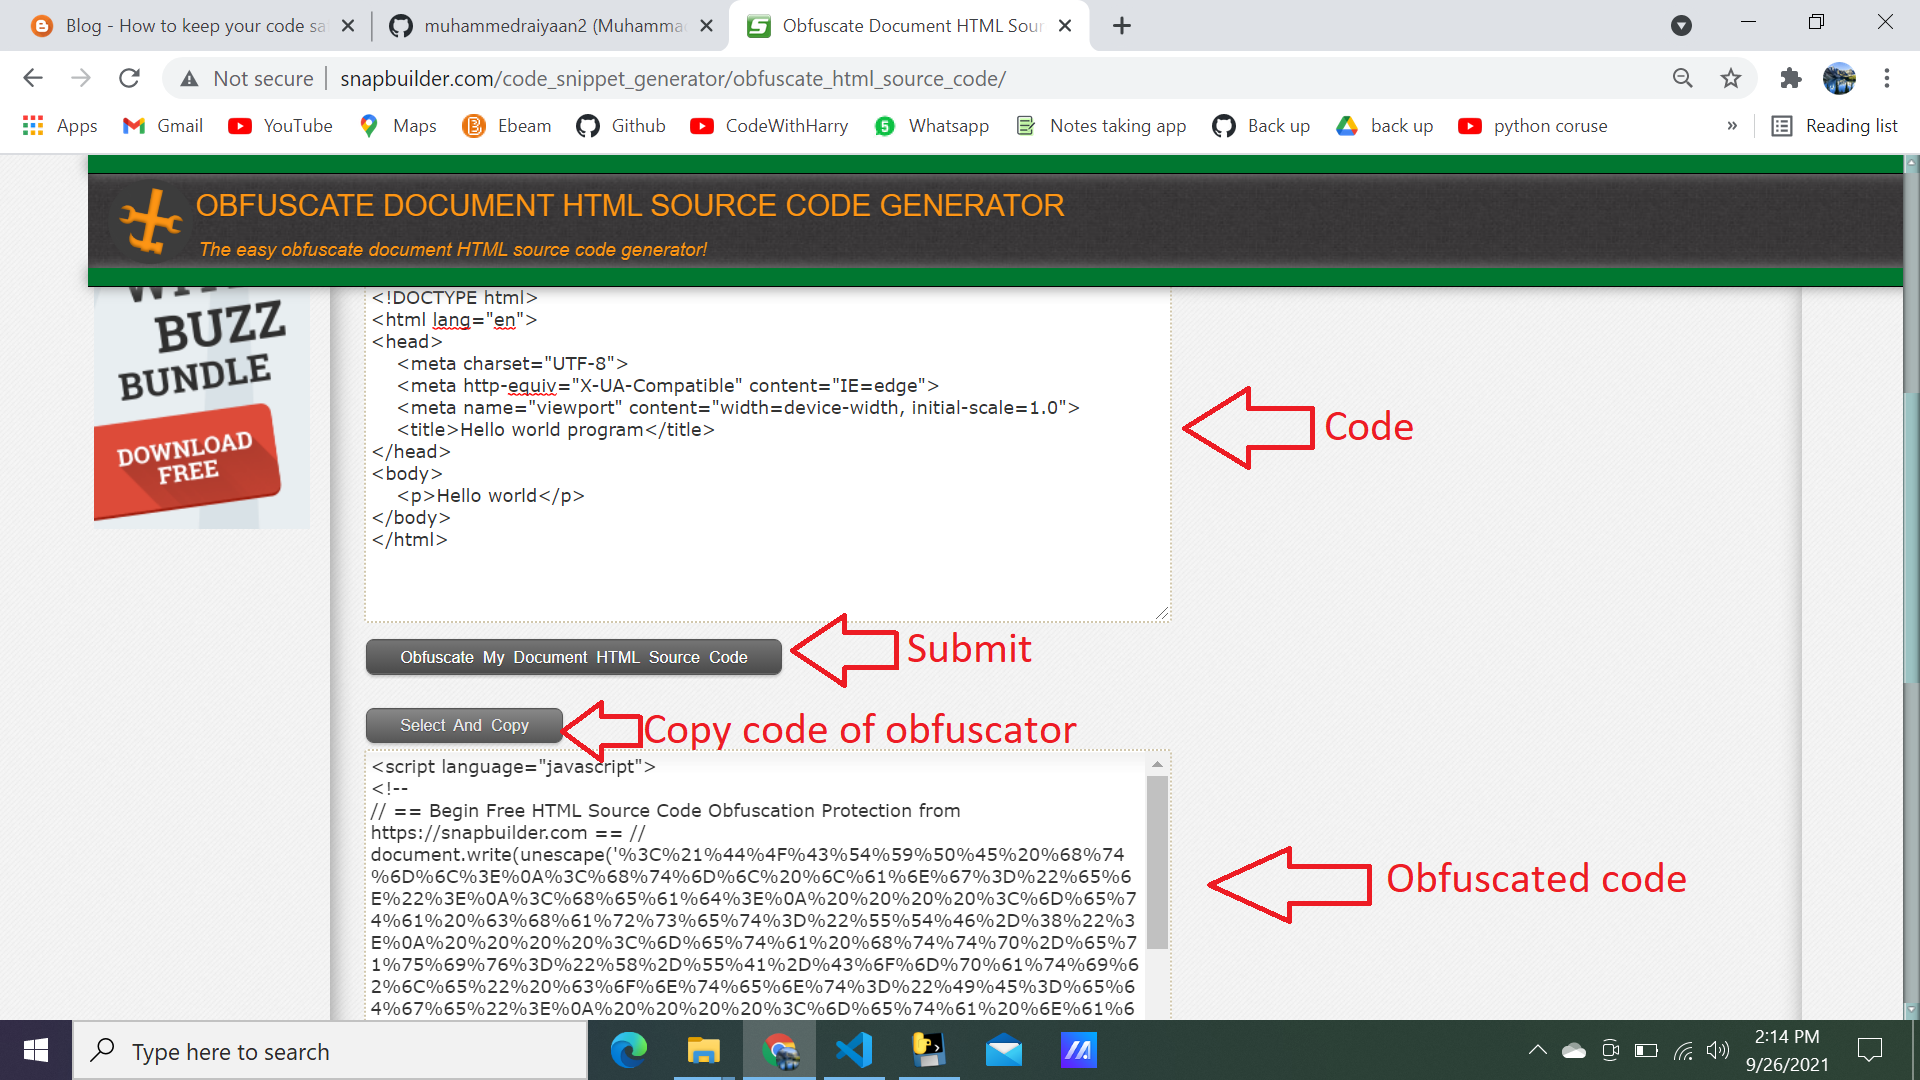 Blog - How to keep your code sa
muhammedraiyaan2 (Muhamma
Obfuscate Document HTML Sour
Not secure
snapbuilder.com/code_snippet_generator/obfuscate_html_source_code/
Apps Gmail YouTube Maps Ebeam Github CodeWithHarry Whatsapp Notes taking app Back up back up python coruse » Reading list
OBFUSCATE DOCUMENT HTML SOURCE CODE GENERATOR
The easy obfuscate document HTML source code generator!
BUZZ
BUNDLE
DOWNLOAD
FREE
<!DOCTYPE html>
<html lang="en">
<head>
<meta charset="UTF-8">
<meta http-equiv="X-UA-Compatible" content="IE=edge">
<meta name="viewport" content="width=device-width, initial-scale=1.0">
<title>Hello world program</title>
</head>
<body>
<p>Hello world</p>
</body>
</html>
Code
Obfuscate My Document HTML Source Code
Submit
Select And Copy
Copy code of obfuscator
<script language="javascript">
<!--
// == Begin Free HTML Source Code Obfuscation Protection from
https://snapbuilder.com == //
document.write(unescape('%3C%21%44%4F%43%54%59%50%45%20%68%74
%6D%6C%3E%0A%3C%68%74%6D%6C%20%6C%61%6E%67%3D%22%65%6
E%22%3E%0A%3C%68%65%61%64%3E%0A%20%20%20%20%3C%6D%65%7
4%61%20%63%68%61%72%73%65%74%3D%22%55%54%46%2D%38%22%3
E%0A%20%20%20%20%3C%6D%65%74%61%20%68%74%74%70%2D%65%7
1%75%69%76%3D%22%58%2D%55%41%2D%43%6F%6D%70%61%74%69%6
2%6C%65%22%20%63%6F%6E%74%65%6E%74%3D%22%49%45%3D%65%6
4%67%65%22%3E%0A%20%20%20%20%3C%6D%65%74%61%20%6E%61%6
Obfuscated code
Type here to search
2:14 PM
9/26/2021